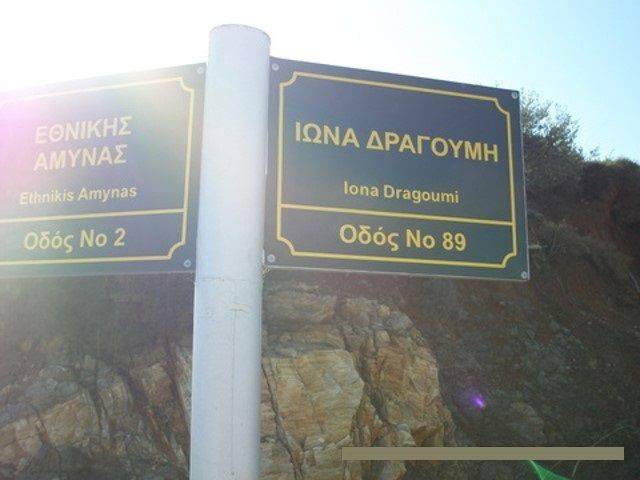 ΕΘΝΙΚΗΣ
ΑΜΥΝΑΣ
Ethnikis Amynas
Οδός Νο 2
ΙΩΝΑ ΔΡΑΓΟΥΜΗ
Iona Dragoumi
Οδός Νο 89